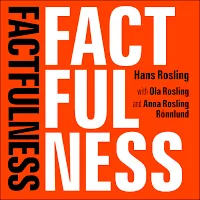 FACTFULNESS
FACT
FUL
NESS
Hans Rosling
with Ola Rosling
and Anna Rosling
Rönnlund